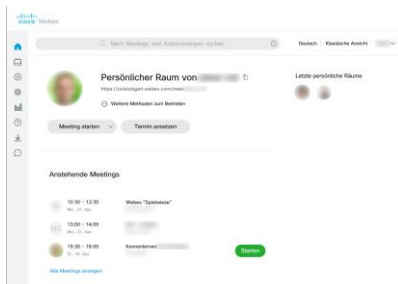 CISCO Webex
Nach Meetings und Aufzeichnungen suchen
Deutsch Klassische Ansicht
Persönlicher Raum von
Weitere Methoden zum Beitreten
Meeting starten Termin ansetzen
Letzte persönliche Räume
Anstehende Meetings
10:30 - 12:30 Webex "Spielwiese"
13:00 - 14:00
15:30 - 16:00 Kennenlernen
Starten
Alle Meetings anzeigen